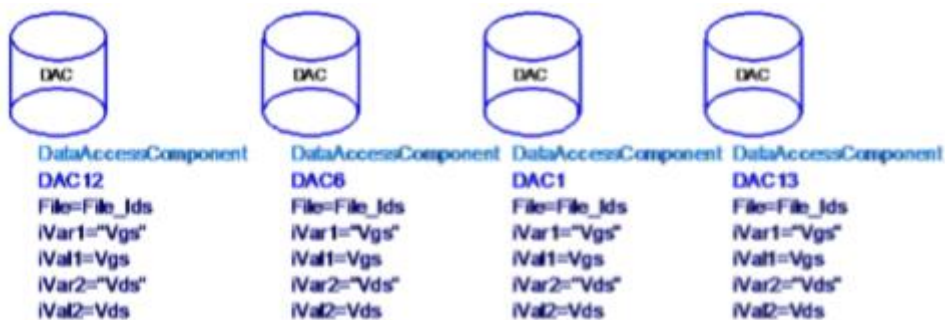 DAC DAC DAC DAC
DataAccessComponent DataAccessComponent DataAccessComponent DataAccessComponent
DAC12 DAC6 DAC1 DAC13
File=File_Ids File=File_Ids File=File_Ids File=File_Ids
iVar1="Vgs" iVar1="Vgs" iVar1="Vgs" iVar1="Vgs"
iVal1=Vgs iVal1=Vgs iVal1=Vgs iVal1=Vgs
iVar2="Vds" iVar2="Vds" iVar2="Vds" iVar2="Vds"
iVal2=Vds iVal2=Vds iVal2=Vds iVal2=Vds